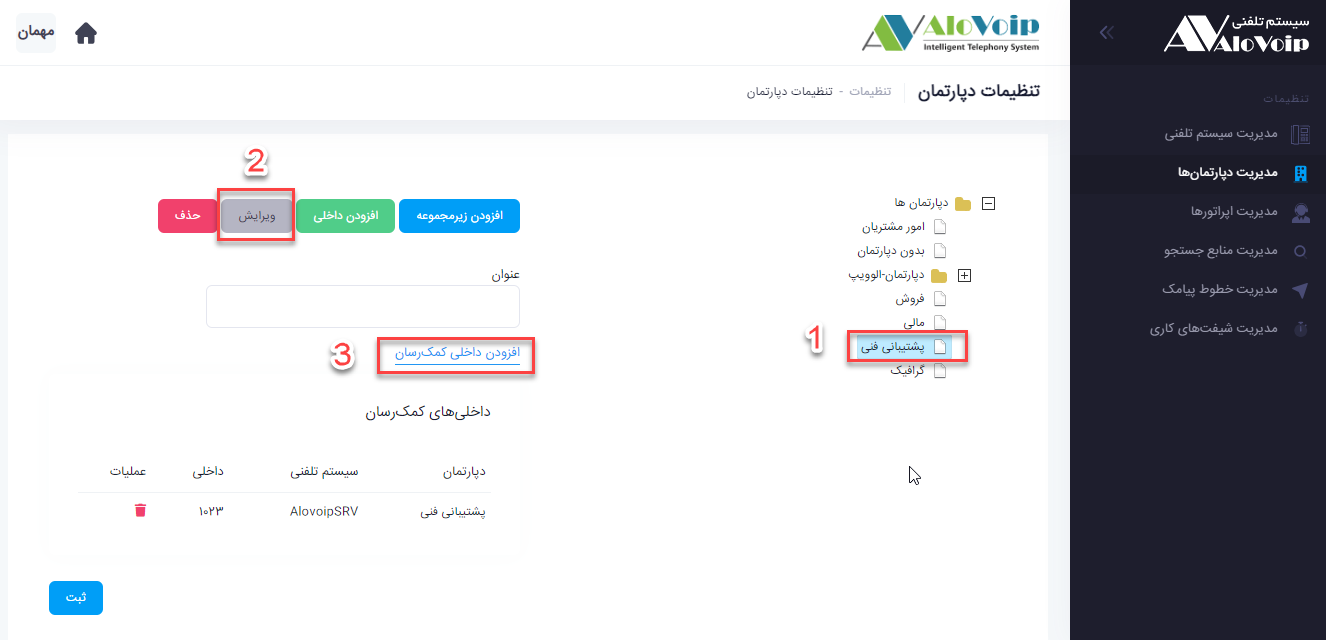 سیستم تلفنی
AloVoip
تنظیمات
مدیریت سیستم تلفنی
مدیریت دپارتمان‌ها
مدیریت اپراتورها
مدیریت منابع جستجو
مدیریت خطوط پیامک
مدیریت شیفت‌های کاری
AloVoip
Intelligent Telephony System
مهمان
تنظیمات دپارتمان
تنظیمات - تنظیمات دپارتمان
دپارتمان ها
امور مشتریان
بدون دپارتمان
دپارتمان-الوویپ
فروش
مالی
1
پشتیبانی فنی
گرافیک
2
افزودن زیرمجموعه
افزودن داخلی
ویرایش
حذف
عنوان
3
افزودن داخلی کمک‌رسان
داخلی‌های کمک‌رسان
دپارتمان سیستم تلفنی داخلی عملیات
پشتیبانی فنی AlovoipSRV ۱۰۲۳
ثبت